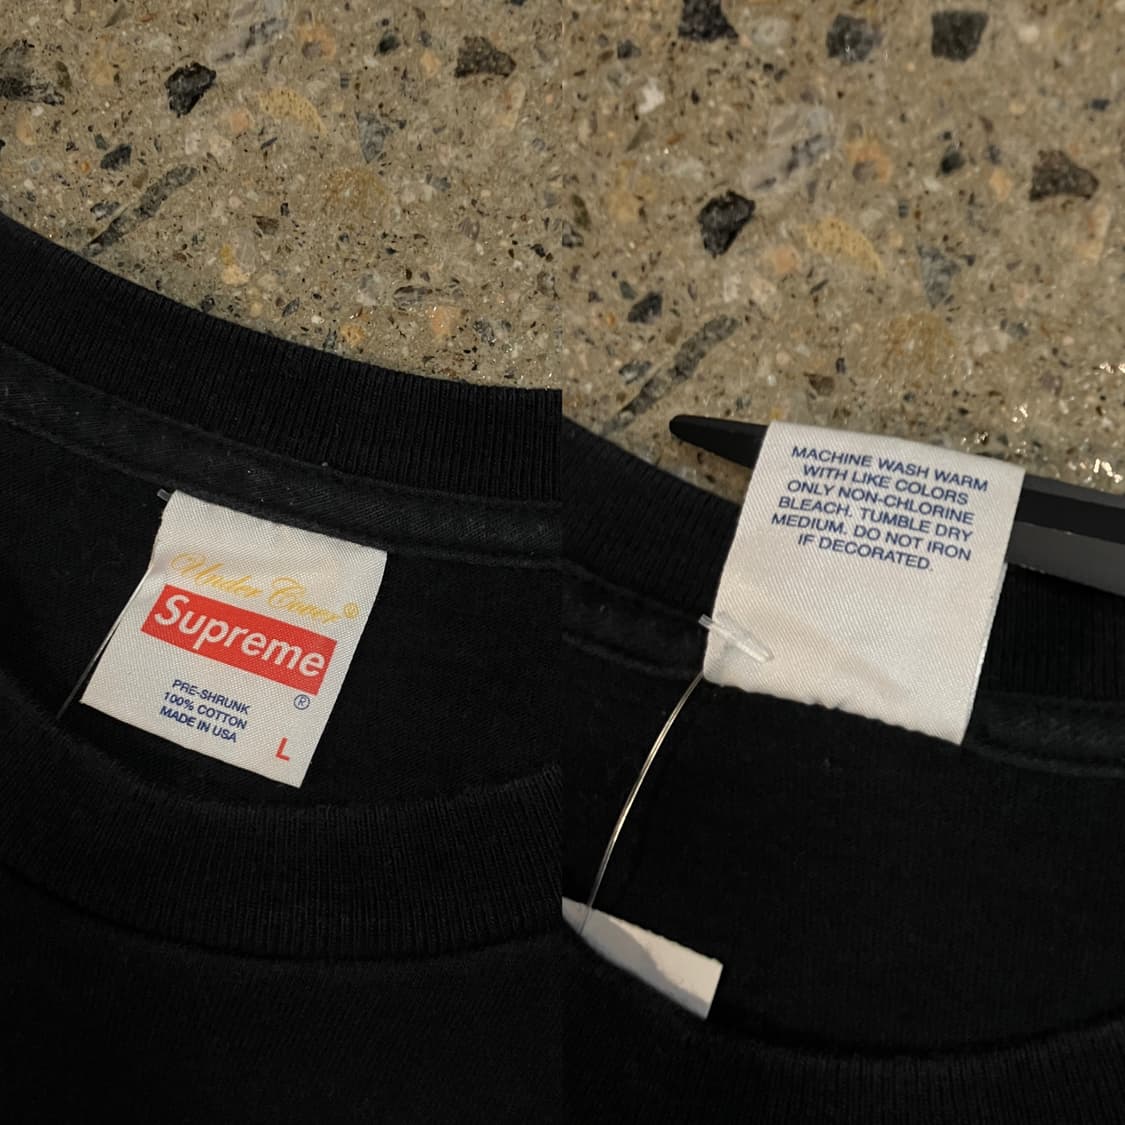 Under Cover®
Supreme
®
PRE-SHRUNK
100% COTTON
MADE IN USA
L
MACHINE WASH WARM
WITH LIKE COLORS
ONLY NON-CHLORINE
BLEACH. TUMBLE DRY
MEDIUM. DO NOT IRON
IF DECORATED.